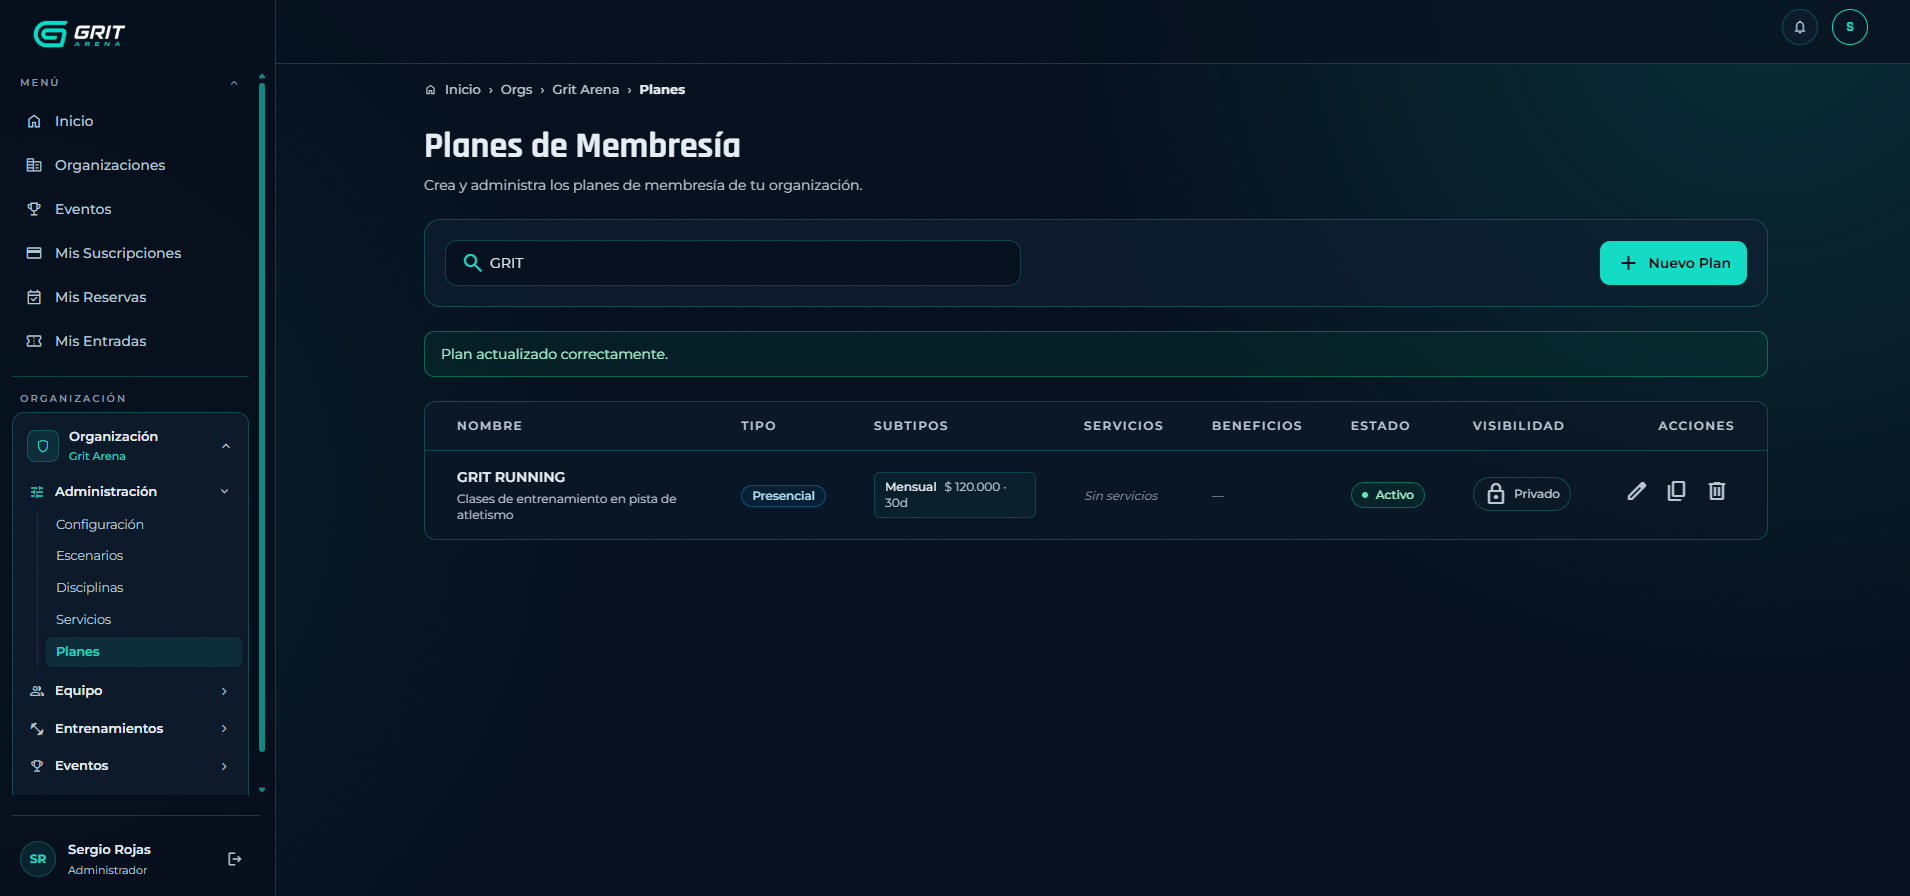 GRIT
ARENA
MENÚ
Inicio
Organizaciones
Eventos
Mis Suscripciones
Mis Reservas
Mis Entradas
ORGANIZACIÓN
Organización
Grit Arena
Administración
Configuración
Escenarios
Disciplinas
Servicios
Planes
Equipo
Entrenamientos
Eventos
SR
Sergio Rojas
Administrador
S
Inicio › Orgs › Grit Arena › Planes
Planes de Membresía
Crea y administra los planes de membresía de tu organización.
GRIT
+ Nuevo Plan
Plan actualizado correctamente.
NOMBRE TIPO SUBTIPOS SERVICIOS BENEFICIOS ESTADO VISIBILIDAD ACCIONES
GRIT RUNNING
Clases de entrenamiento en pista de
atletismo
Presencial
Mensual $ 120.000 ·
30d
Sin servicios
—
Activo
Privado